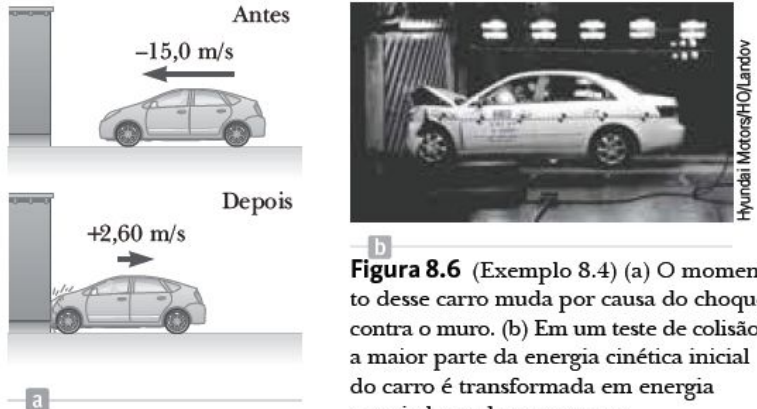 Antes
–15,0 m/s
Depois
+2,60 m/s
a
b
Hyundai Motors/HO/Landov
Figura 8.6 (Exemplo 8.4) (a) O momen-
to desse carro muda por causa do choque
contra o muro. (b) Em um teste de colisão
a maior parte da energia cinética inicial
do carro é transformada em energia